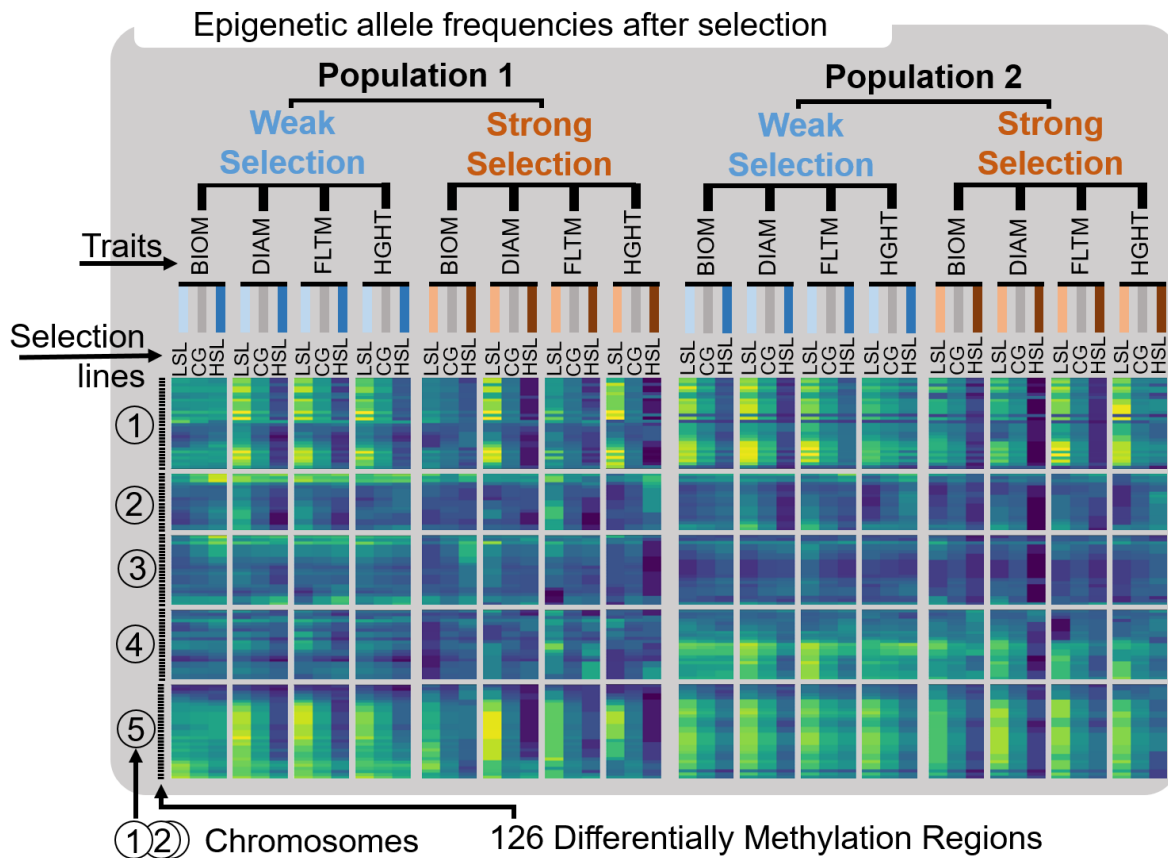 Epigenetic allele frequencies after selection
Population 1 Population 2
Weak Selection Strong Selection Weak Selection Strong Selection
Traits
BIOM DIAM FLTM HGHT BIOM DIAM FLTM HGHT BIOM DIAM FLTM HGHT BIOM DIAM FLTM HGHT
Selection lines
LSL CG HSL LSL CG HSL LSL CG HSL LSL CG HSL LSL CG HSL LSL CG HSL LSL CG HSL LSL CG HSL LSL CG HSL LSL CG HSL LSL CG HSL LSL CG HSL LSL CG HSL LSL CG HSL LSL CG HSL LSL CG HSL
1
2
3
4
5
1 2 Chromosomes 126 Differentially Methylation Regions